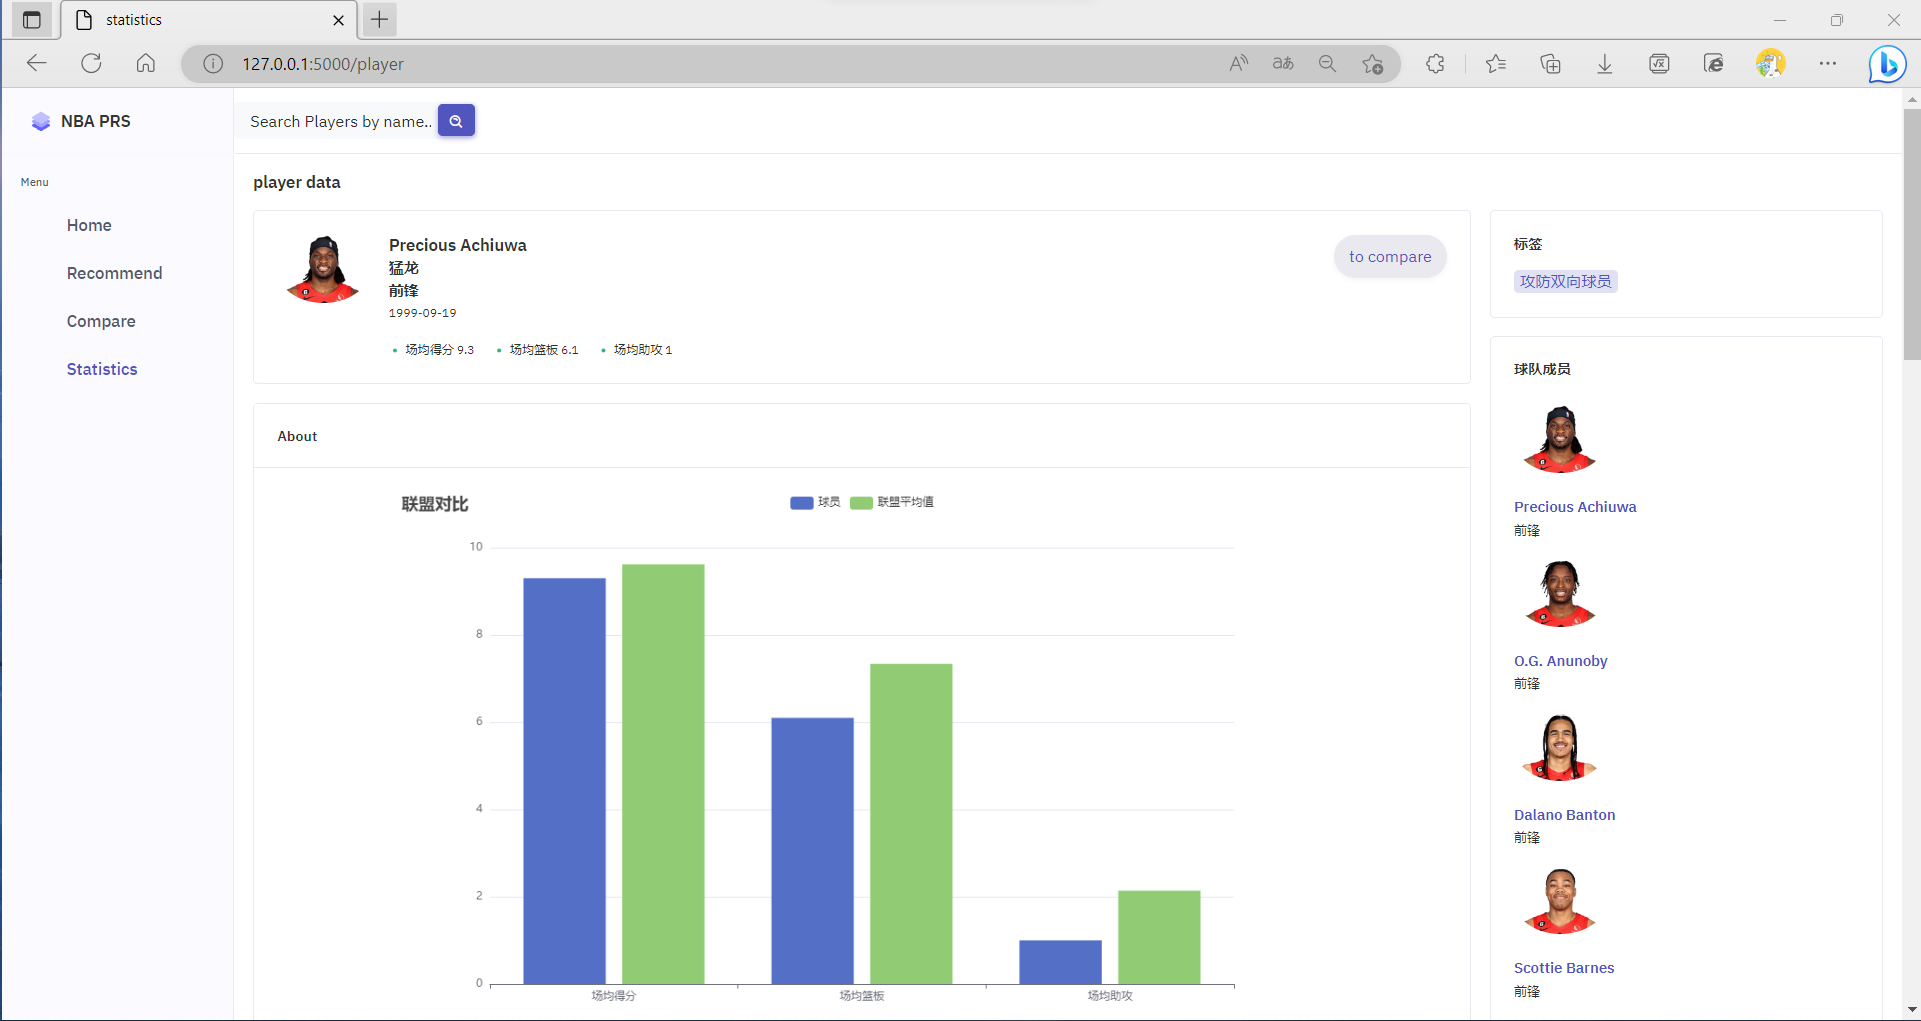 statistics
127.0.0.1:5000/player
NBA PRS
Search Players by name..
Menu
Home
Recommend
Compare
Statistics
player data
Precious Achiuwa
猛龙
前锋
1999-09-19
场均得分 9.3
场均篮板 6.1
场均助攻 1
to compare
About
联盟对比
球员
联盟平均值
10
8
6
4
2
0
场均得分
场均篮板
场均助攻
标签
攻防双向球员
球队成员
Precious Achiuwa
前锋
O.G. Anunoby
前锋
Dalano Banton
前锋
Scottie Barnes
前锋